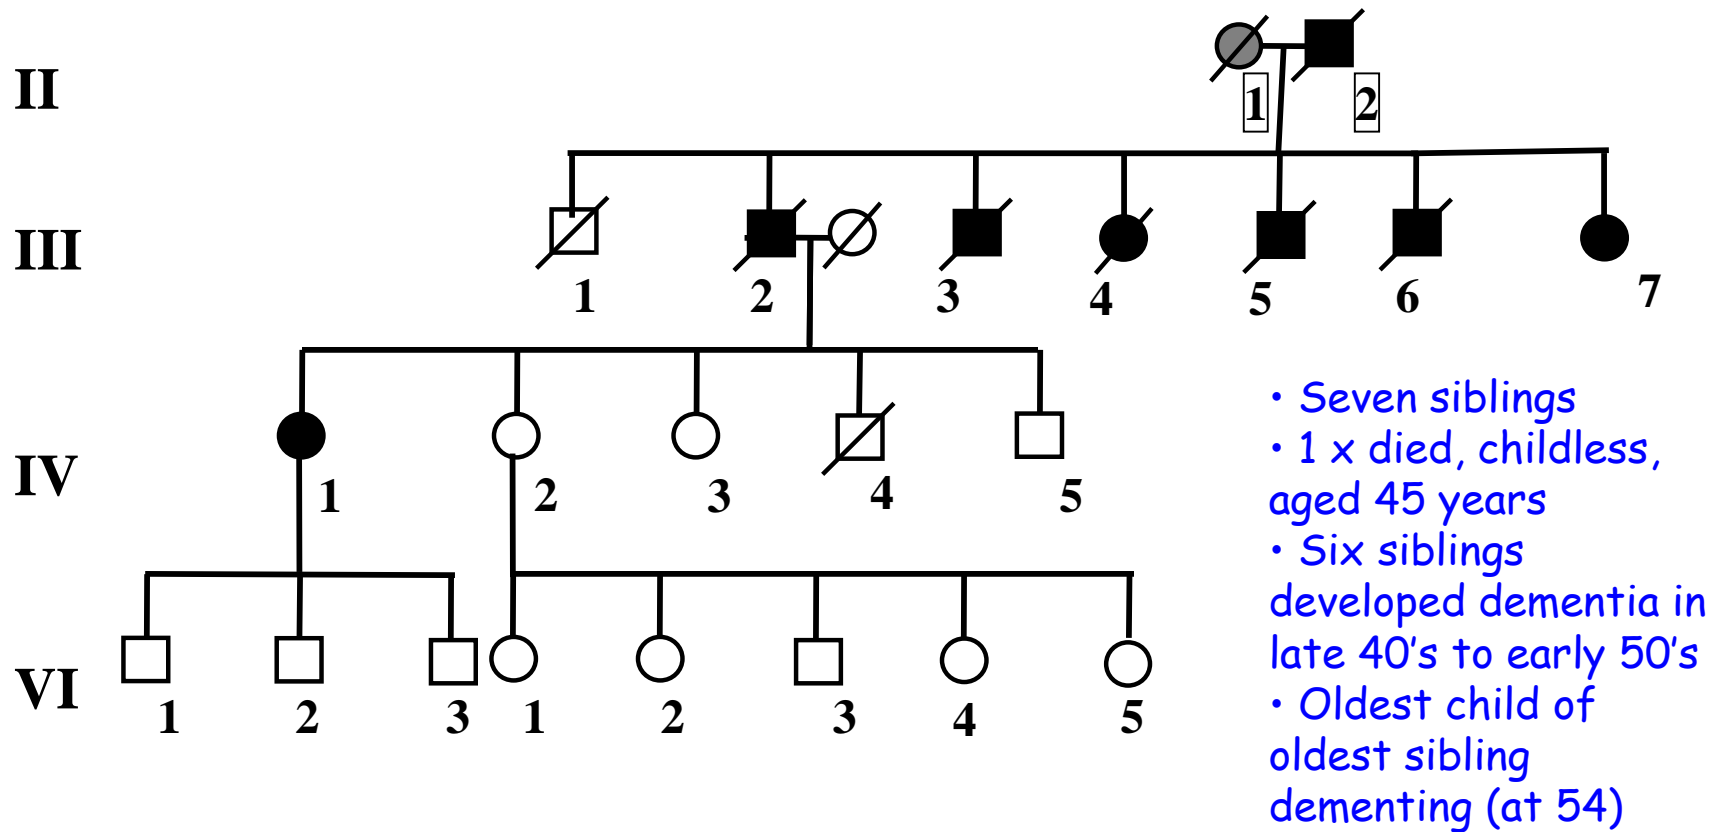 II
1 2
III
1 2 3 4 5 6 7
IV
1 2 3 4 5
VI
1 2 3 1 2 3 4 5
• Seven siblings
• 1 x died, childless,
aged 45 years
• Six siblings
developed dementia in
late 40's to early 50's
• Oldest child of
oldest sibling
dementing (at 54)